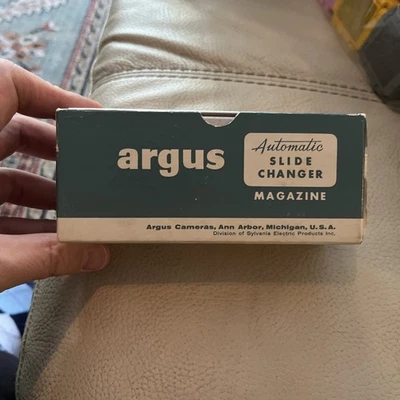 argus
Automatic
SLIDE
CHANGER
MAGAZINE
Argus Cameras, Ann Arbor, Michigan, U.S.A.
Division of Sylvania Electric Products Inc.